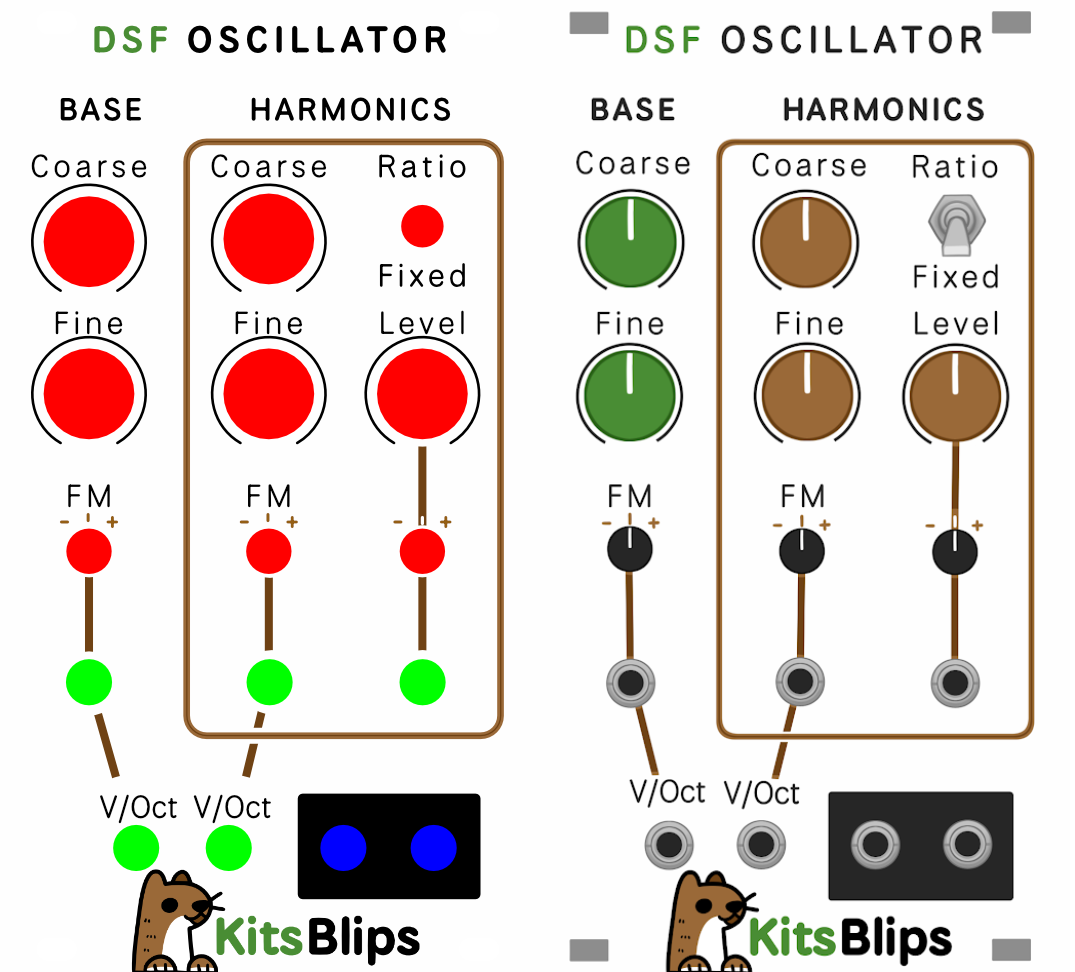 DSF OSCILLATOR
BASE HARMONICS
Coarse Coarse Ratio
Fixed
Fine Fine Level
FM FM
- + - + - +
V/Oct V/Oct
KitsBlips
DSF OSCILLATOR
BASE HARMONICS
Coarse Coarse Ratio
Fixed
Fine Fine Level
FM FM
- + - + - +
V/Oct V/Oct
KitsBlips